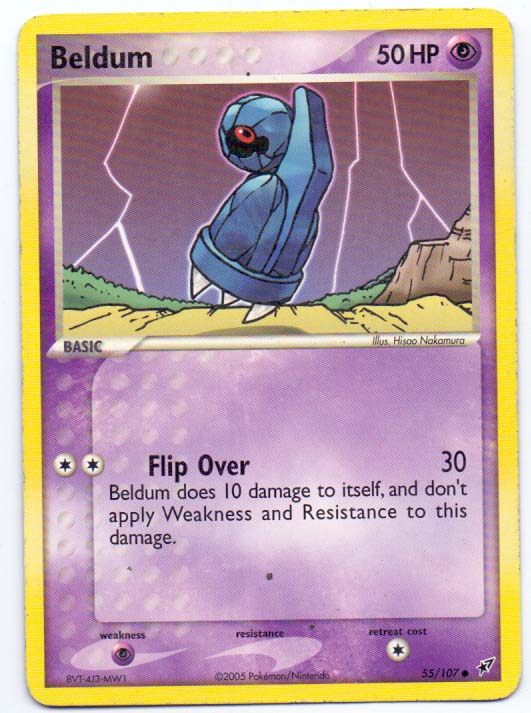 Beldum
50 HP
BASIC
Illus. Hisao Nakamura
Flip Over 30
Beldum does 10 damage to itself, and don't
apply Weakness and Resistance to this
damage.
weakness resistance retreat cost
BVT-4J3-MW1
©2005 Pokémon/Nintendo
55/107